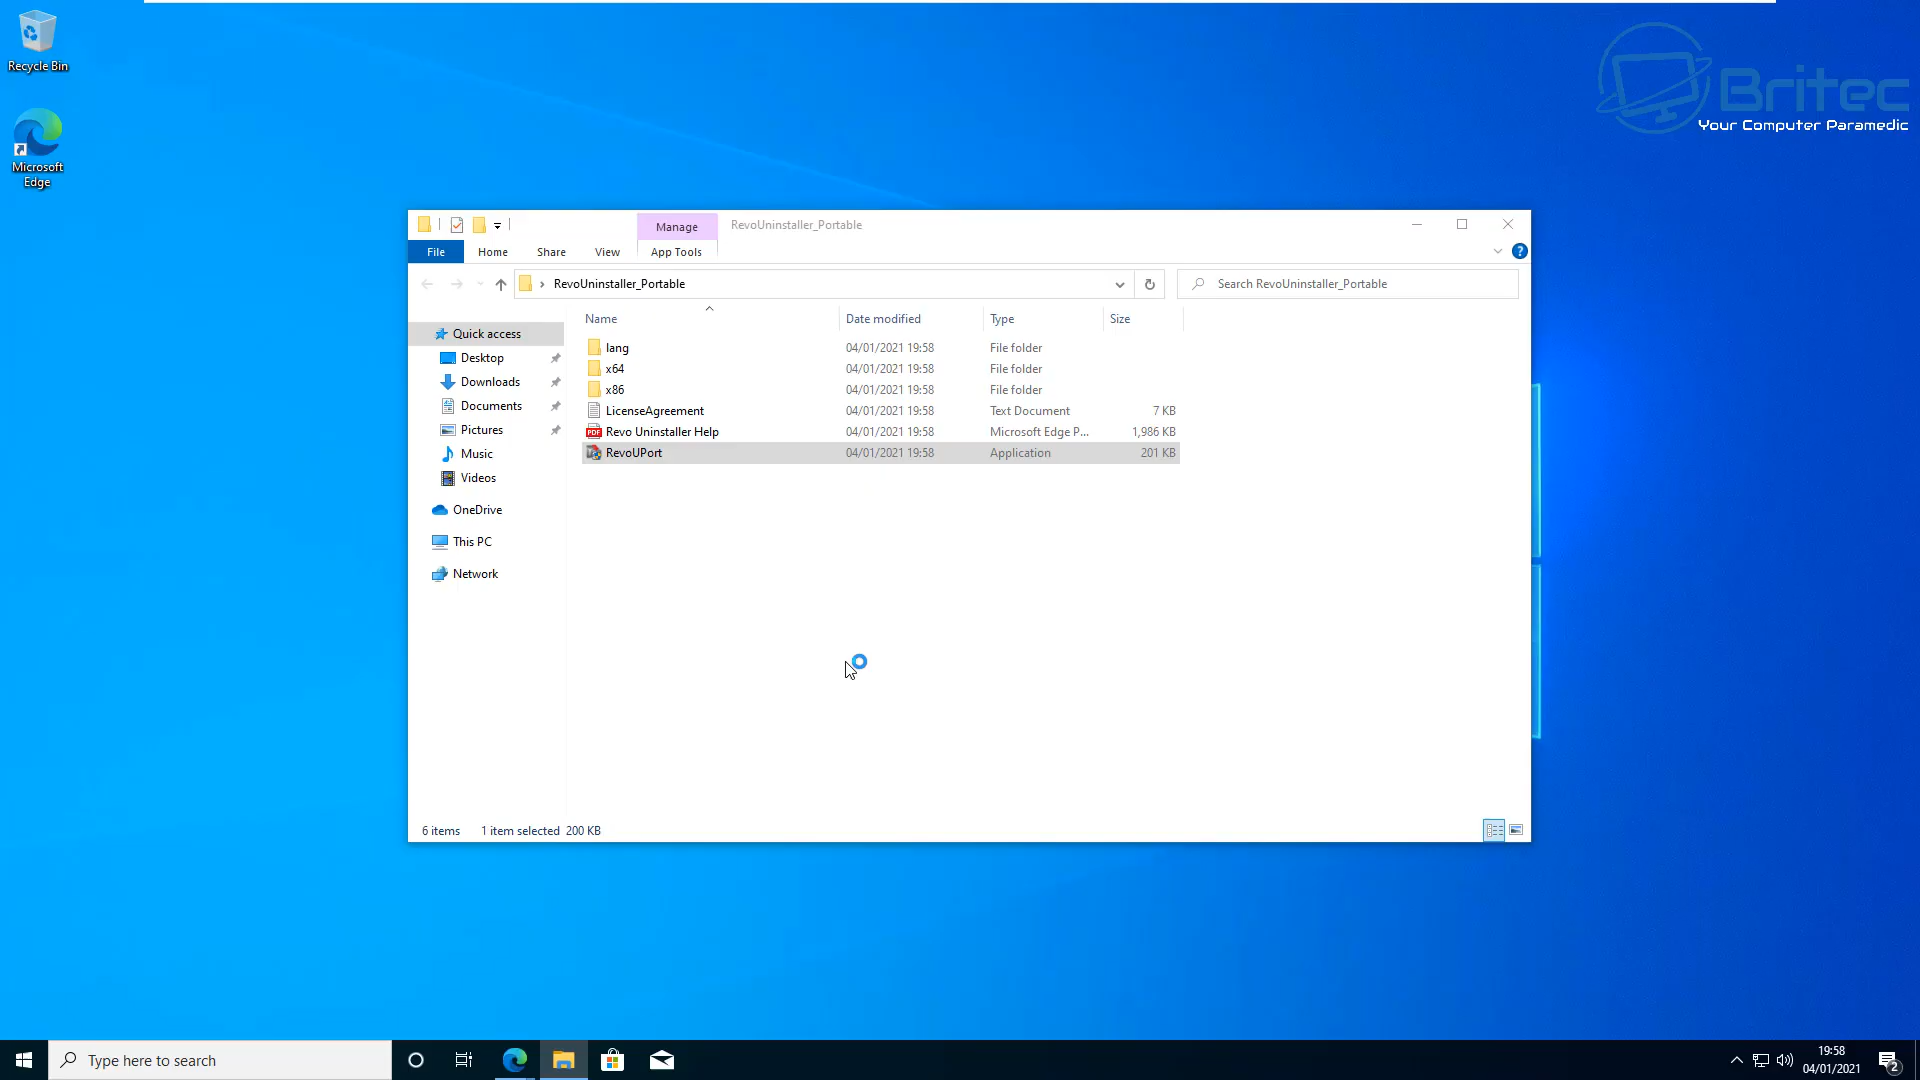 Recycle Bin
Microsoft
Edge
Britec
Your Computer Paramedic
Manage
RevoUninstaller_Portable
File
Home
Share
View
App Tools
?
RevoUninstaller_Portable
Search RevoUninstaller_Portable
Name
Date modified
Type
Size
Quick access
Desktop
Downloads
Documents
Pictures
Music
Videos
OneDrive
This PC
Network
lang 04/01/2021 19:58 File folder
x64 04/01/2021 19:58 File folder
x86 04/01/2021 19:58 File folder
LicenseAgreement 04/01/2021 19:58 Text Document 7 KB
PDF Revo Uninstaller Help 04/01/2021 19:58 Microsoft Edge P... 1,986 KB
RevoUPort 04/01/2021 19:58 Application 201 KB
6 items 1 item selected 200 KB
Type here to search
19:58
04/01/2021
2